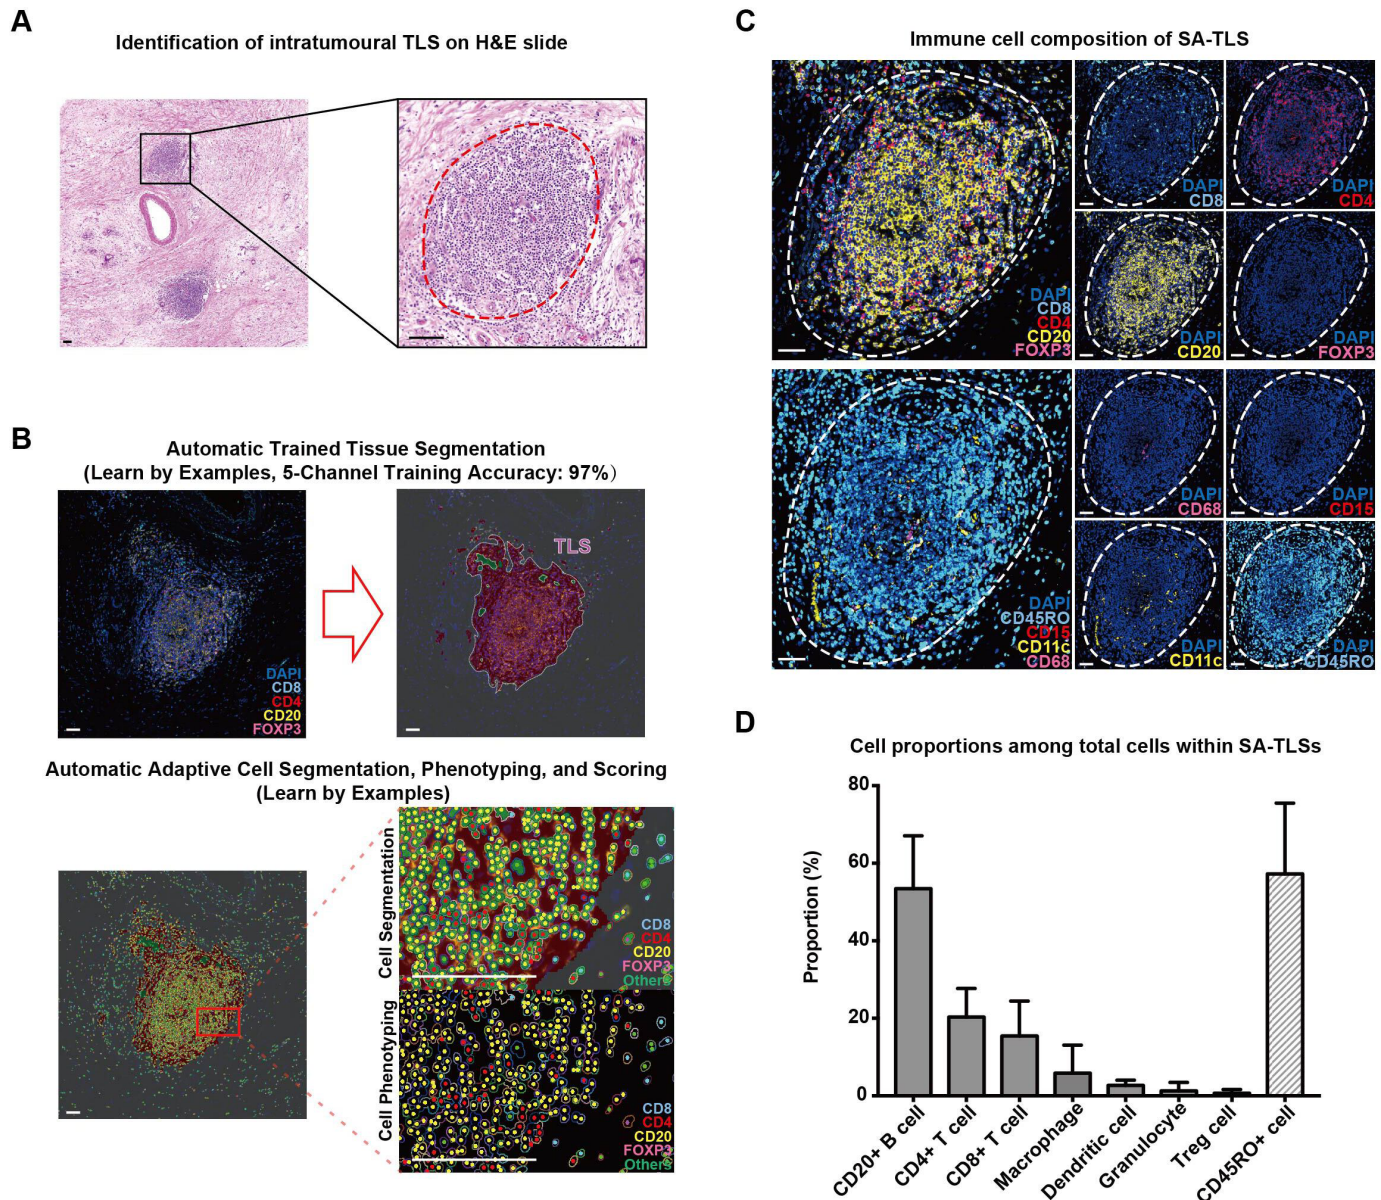 A
Identification of intratumoural TLS on H&E slide
B
Automatic Trained Tissue Segmentation
(Learn by Examples, 5-Channel Training Accuracy: 97%)
DAPI
CD8
CD4
CD20
FOXP3
TLS
Automatic Adaptive Cell Segmentation, Phenotyping, and Scoring
(Learn by Examples)
Cell Segmentation
CD8
CD4
CD20
FOXP3
Others
Cell Phenotyping
CD8
CD4
CD20
FOXP3
Others
C
Immune cell composition of SA-TLS
DAPI
CD8
CD4
CD20
FOXP3
DAPI
CD8
DAPI
CD4
DAPI
CD20
DAPI
FOXP3
DAPI
CD45RO
CD15
CD11c
CD68
DAPI
CD68
DAPI
CD15
DAPI
CD11c
DAPI
CD45RO
D
Cell proportions among total cells within SA-TLSs
Proportion (%)
80
60
40
20
0
CD20+ B cell
CD4+ T cell
CD8+ T cell
Macrophage
Dendritic cell
Granulocyte
Treg cell
CD45RO+ cell